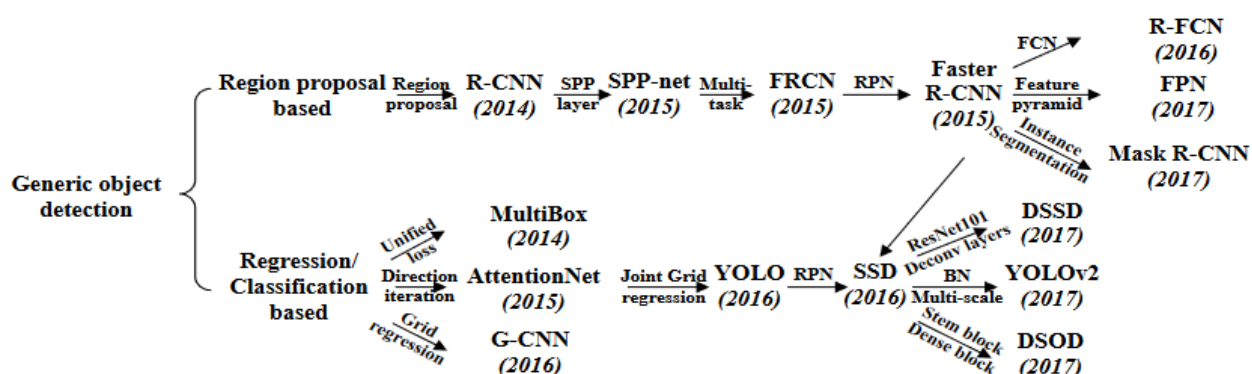 Generic object
detection
Region proposal
based
Region
proposal
R-CNN
(2014)
SPP
layer
SPP-net
(2015)
Multi-
task
FRCN
(2015)
RPN
Faster
R-CNN
(2015)
FCN
R-FCN
(2016)
Feature
pyramid
FPN
(2017)
Instance
Segmentation
Mask R-CNN
(2017)
Regression/
Classification
based
Unified
loss
MultiBox
(2014)
Direction
iteration
AttentionNet
(2015)
Grid
regression
G-CNN
(2016)
Joint Grid
regression
YOLO
(2016)
RPN
SSD
(2016)
ResNet101
Deconv layers
DSSD
(2017)
BN
Multi-scale
YOLOv2
(2017)
Stem block
Dense block
DSOD
(2017)